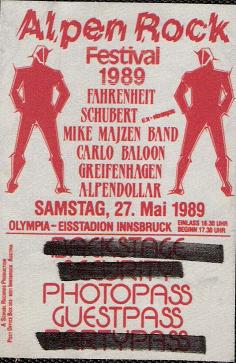 Alpen Rock
Festival
1989
FAHRENHEIT
SCHUBERT
MIKE MAJZEN BAND
CARLO BALOON
GREIFENHAGEN
ALPENDOLLAR
SAMSTAG, 27. Mai 1989
OLYMPIA – EISSTADION INNSBRUCK
EINLASS 16.30 UHR
BEGINN 17.30 UHR
BACKSTAGE
SECURITY
PHOTOPASS
GUESTPASS
PARTYPASS